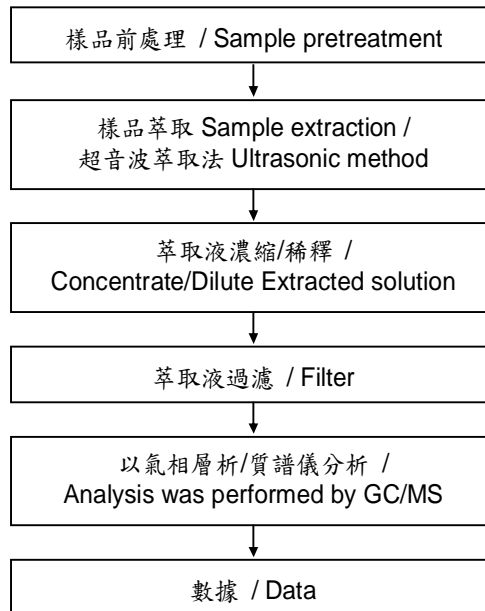 樣品前處理 / Sample pretreatment
樣品萃取 Sample extraction /
超音波萃取法 Ultrasonic method
萃取液濃縮/稀釋 /
Concentrate/Dilute Extracted solution
萃取液過濾 / Filter
以氣相層析/質譜儀分析 /
Analysis was performed by GC/MS
數據 / Data